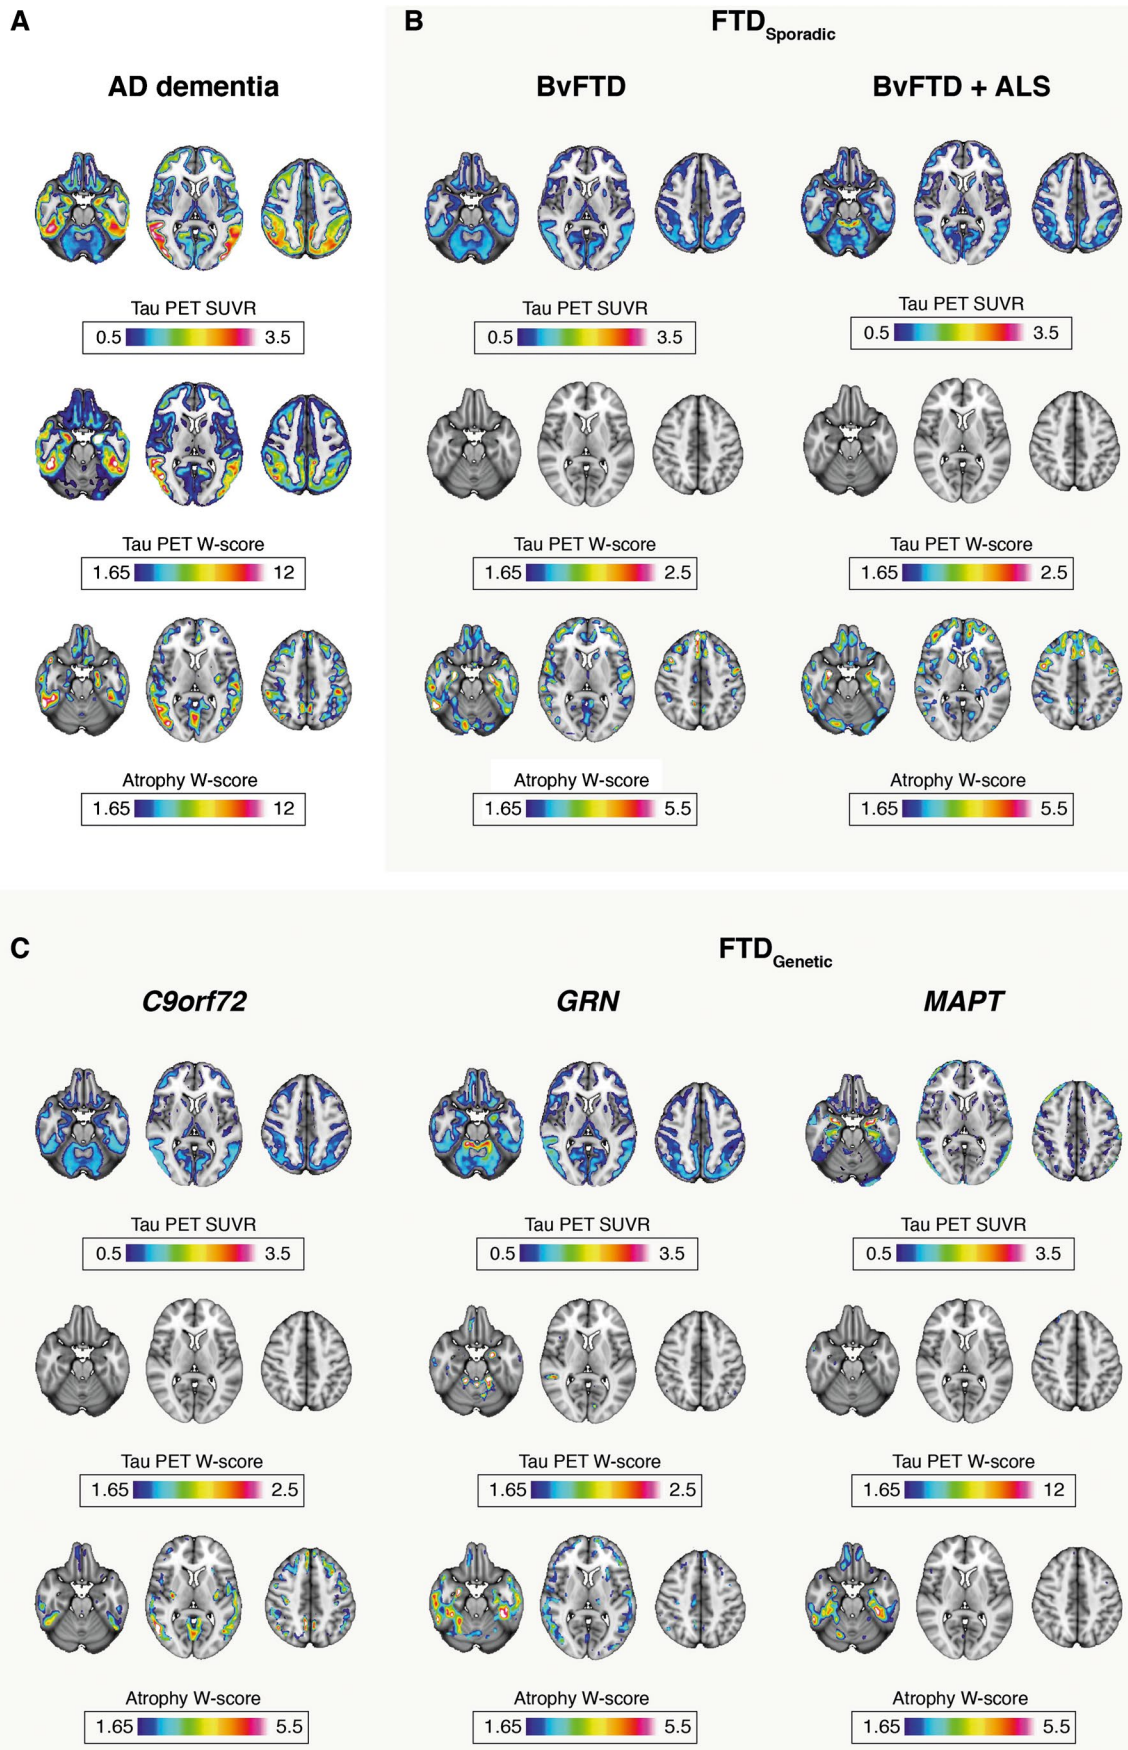 A
B
FTD Sporadic
AD dementia
BvFTD
BvFTD + ALS
Tau PET SUVR
0.5 3.5
Tau PET SUVR
0.5 3.5
Tau PET SUVR
0.5 3.5
Tau PET W-score
1.65 12
Tau PET W-score
1.65 2.5
Tau PET W-score
1.65 2.5
Atrophy W-score
1.65 12
Atrophy W-score
1.65 5.5
Atrophy W-score
1.65 5.5
C
FTD Genetic
C9orf72
GRN
MAPT
Tau PET SUVR
0.5 3.5
Tau PET SUVR
0.5 3.5
Tau PET SUVR
0.5 3.5
Tau PET W-score
1.65 2.5
Tau PET W-score
1.65 2.5
Tau PET W-score
1.65 12
Atrophy W-score
1.65 5.5
Atrophy W-score
1.65 5.5
Atrophy W-score
1.65 5.5